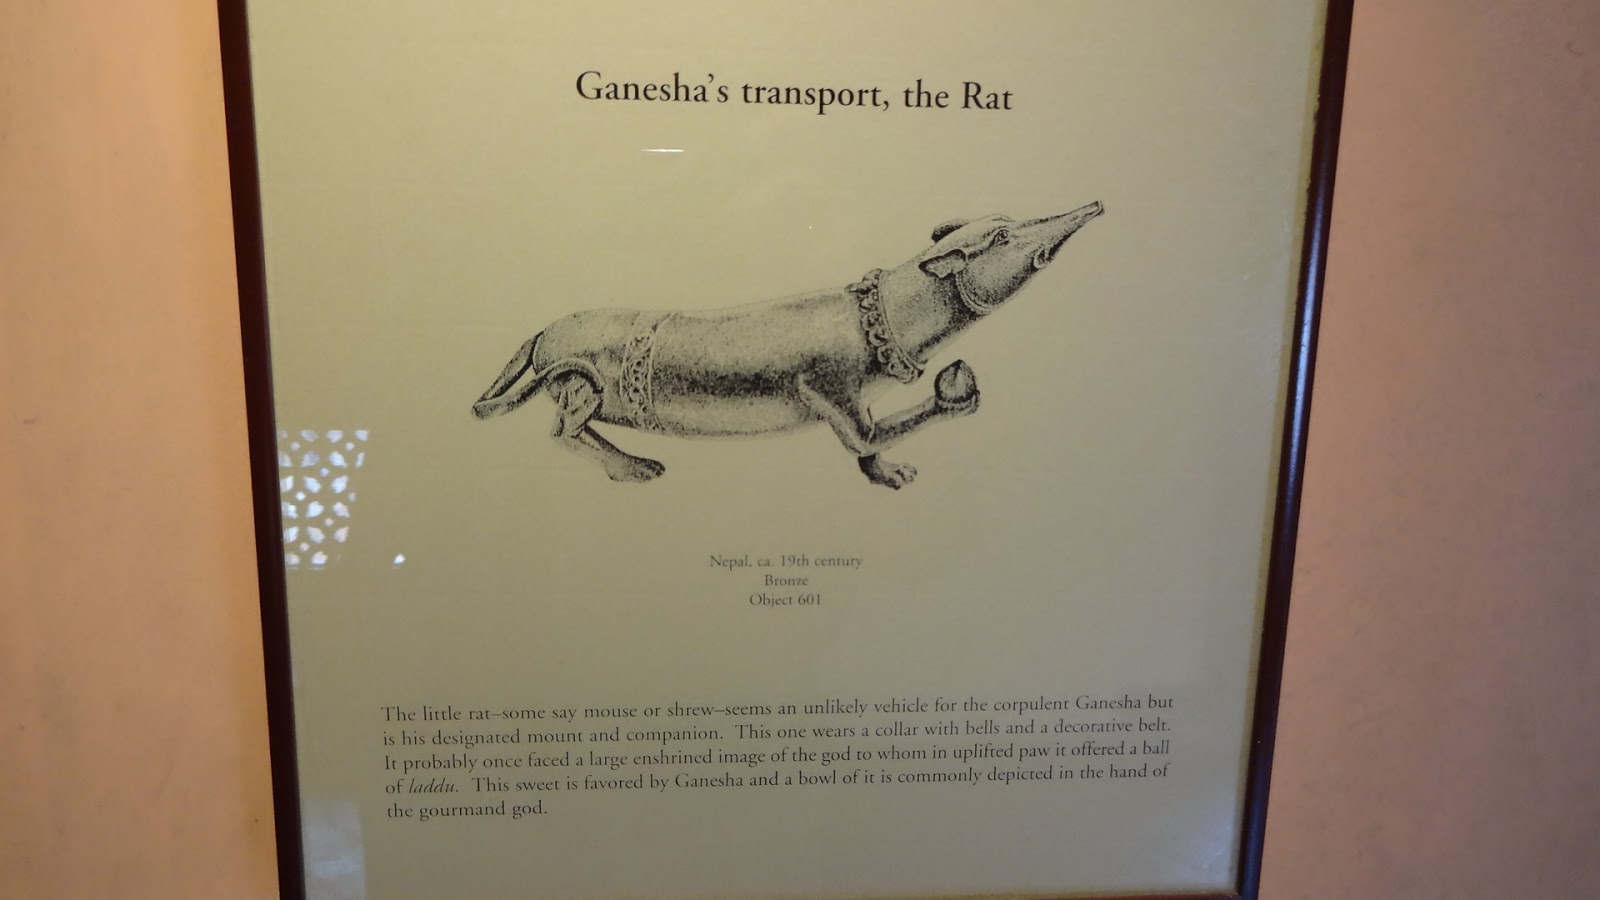 Ganesha's transport, the Rat
Nepal, ca. 19th century
Bronze
Object 601
The little rat–some say mouse or shrew–seems an unlikely vehicle for the corpulent Ganesha but
is his designated mount and companion. This one wears a collar with bells and a decorative belt.
It probably once faced a large enshrined image of the god to whom in uplifted paw it offered a ball
of laddu. This sweet is favored by Ganesha and a bowl of it is commonly depicted in the hand of
the gourmand god.